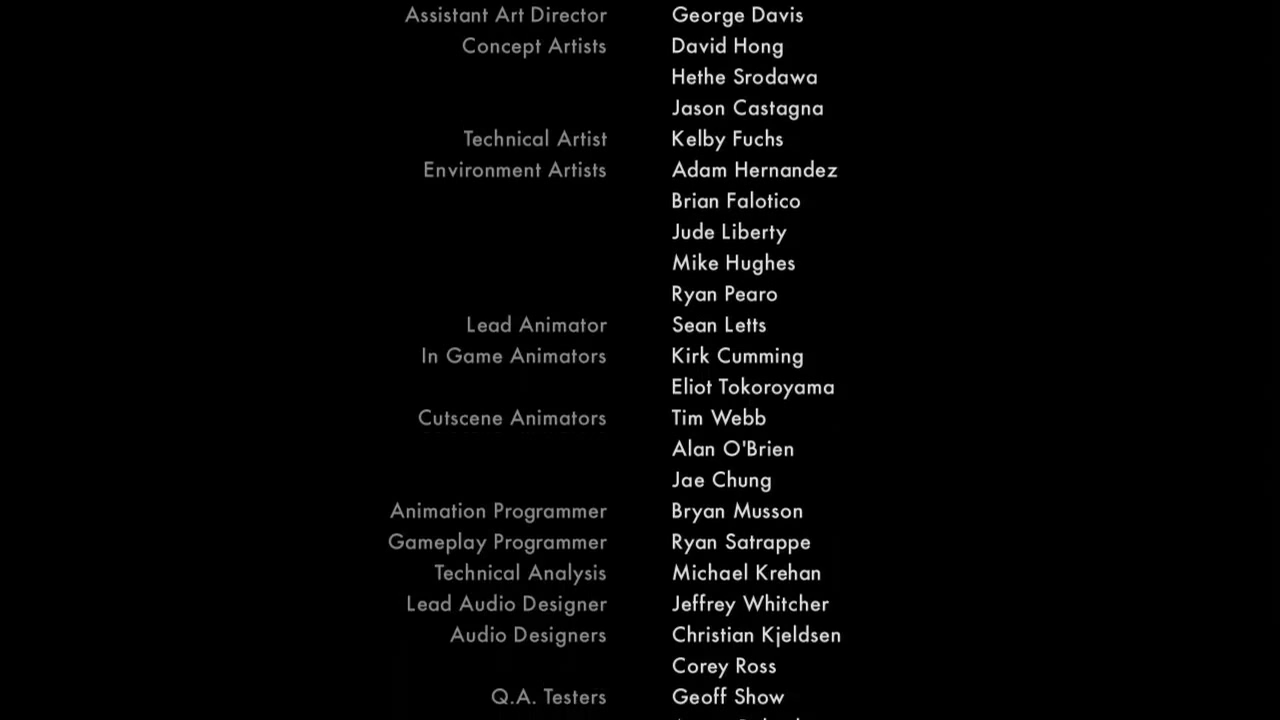 Assistant Art Director George Davis
Concept Artists David Hong
Hethe Srodawa
Jason Castagna
Technical Artist Kelby Fuchs
Environment Artists Adam Hernandez
Brian Falotico
Jude Liberty
Mike Hughes
Ryan Pearo
Lead Animator Sean Letts
In Game Animators Kirk Cumming
Eliot Tokoroyama
Cutscene Animators Tim Webb
Alan O'Brien
Jae Chung
Animation Programmer Bryan Musson
Gameplay Programmer Ryan Satrappe
Technical Analysis Michael Krehan
Lead Audio Designer Jeffrey Whitcher
Audio Designers Christian Kjeldsen
Corey Ross
Q.A. Testers Geoff Show